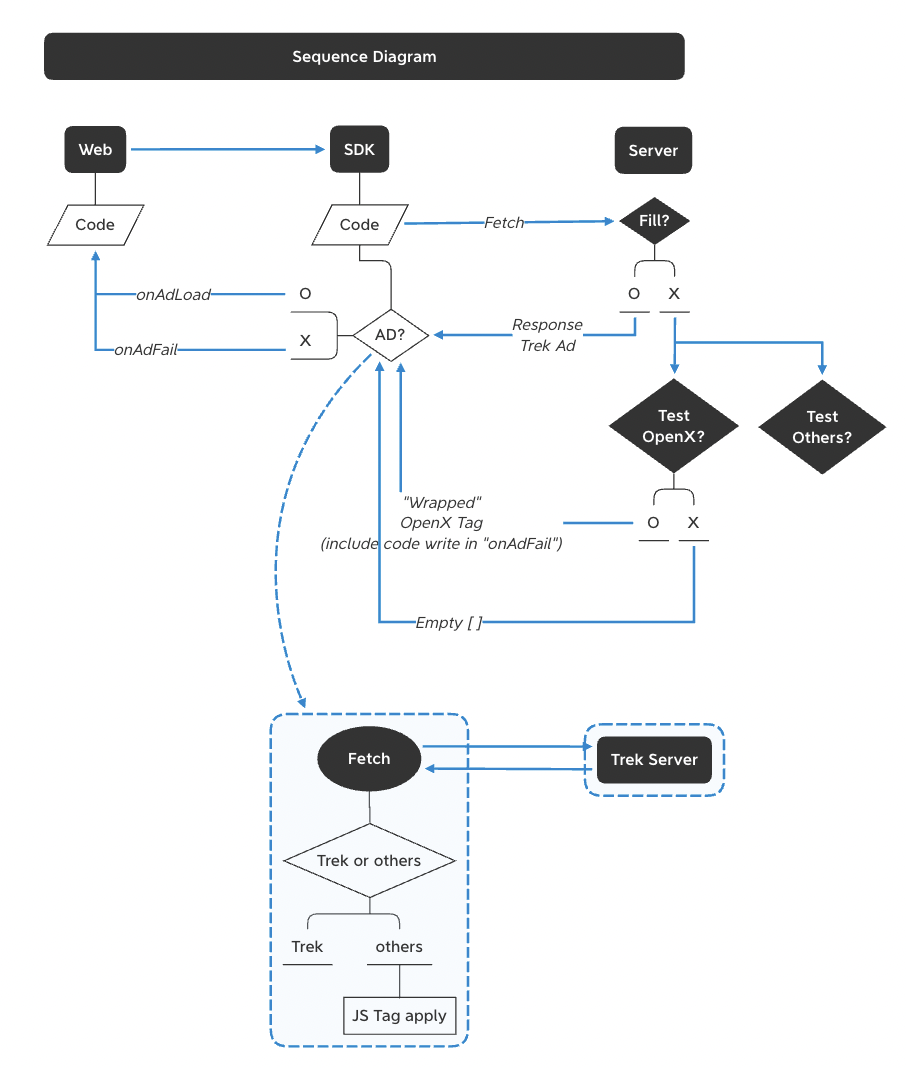 Sequence Diagram
Web
SDK
Server
Code
Code
Fetch
Fill?
onAdLoad
O
O
X
onAdFail
X
AD?
Response
Trek Ad
Test
OpenX?
Test
Others?
"Wrapped"
OpenX Tag
(include code write in "onAdFail")
O
X
Empty [ ]
Fetch
Trek Server
Trek or others
Trek
others
JS Tag apply